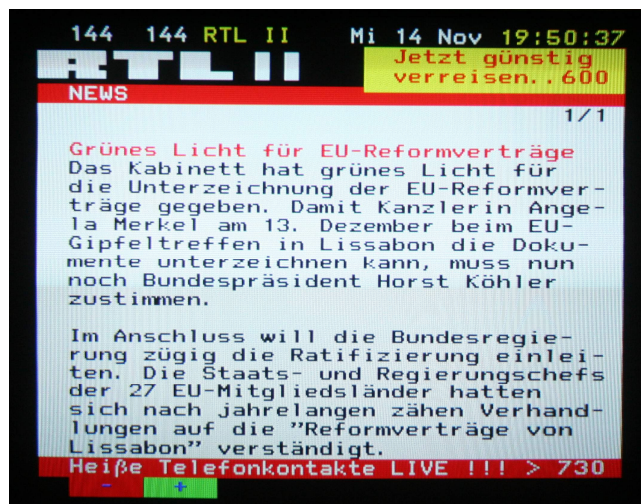 144 144 RTL II Mi 14 Nov 19:50:37
RTL II
Jetzt günstig
verreisen..600
NEWS
1/1
Grünes Licht für EU-Reformverträge
Das Kabinett hat grünes Licht für
die Unterzeichnung der EU-Reformver-
träge gegeben. Damit Kanzlerin Ange-
la Merkel am 13. Dezember beim EU-
Gipfeltreffen in Lissabon die Doku-
mente unterzeichnen kann, muss nun
noch Bundespräsident Horst Köhler
zustimmen.
Im Anschluss will die Bundesregie-
rung zügig die Ratifizierung einlei-
ten. Die Staats- und Regierungschefs
der 27 EU-Mitgliedsländer hatten
sich nach jahrelangen zähen Verhand-
lungen auf die "Reformverträge von
Lissabon" verständigt.
Heiße Telefonkontakte LIVE !!! > 730
- +